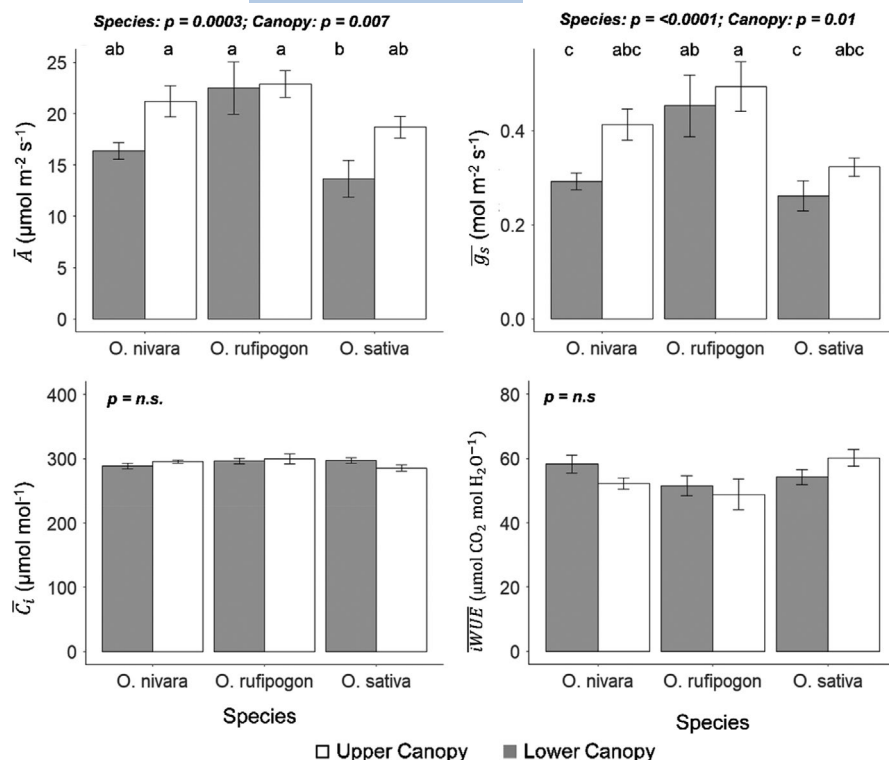 Species: p = 0.0003; Canopy: p = 0.007
ab a a a b ab
25
20
15
10
5
0
A̅ (µmol m⁻² s⁻¹)
O. nivara O. rufipogon O. sativa
Species: p = <0.0001; Canopy: p = 0.01
c abc ab a c abc
0.4
0.2
0.0
g̅s̅ (mol m⁻² s⁻¹)
O. nivara O. rufipogon O. sativa
p = n.s.
400
300
200
100
0
C̅ᵢ (µmol mol⁻¹)
O. nivara O. rufipogon O. sativa
Species
p = n.s
80
60
40
20
0
i̅W̅U̅E̅ (µmol CO₂ mol H₂O⁻¹)
O. nivara O. rufipogon O. sativa
Species
Upper Canopy Lower Canopy